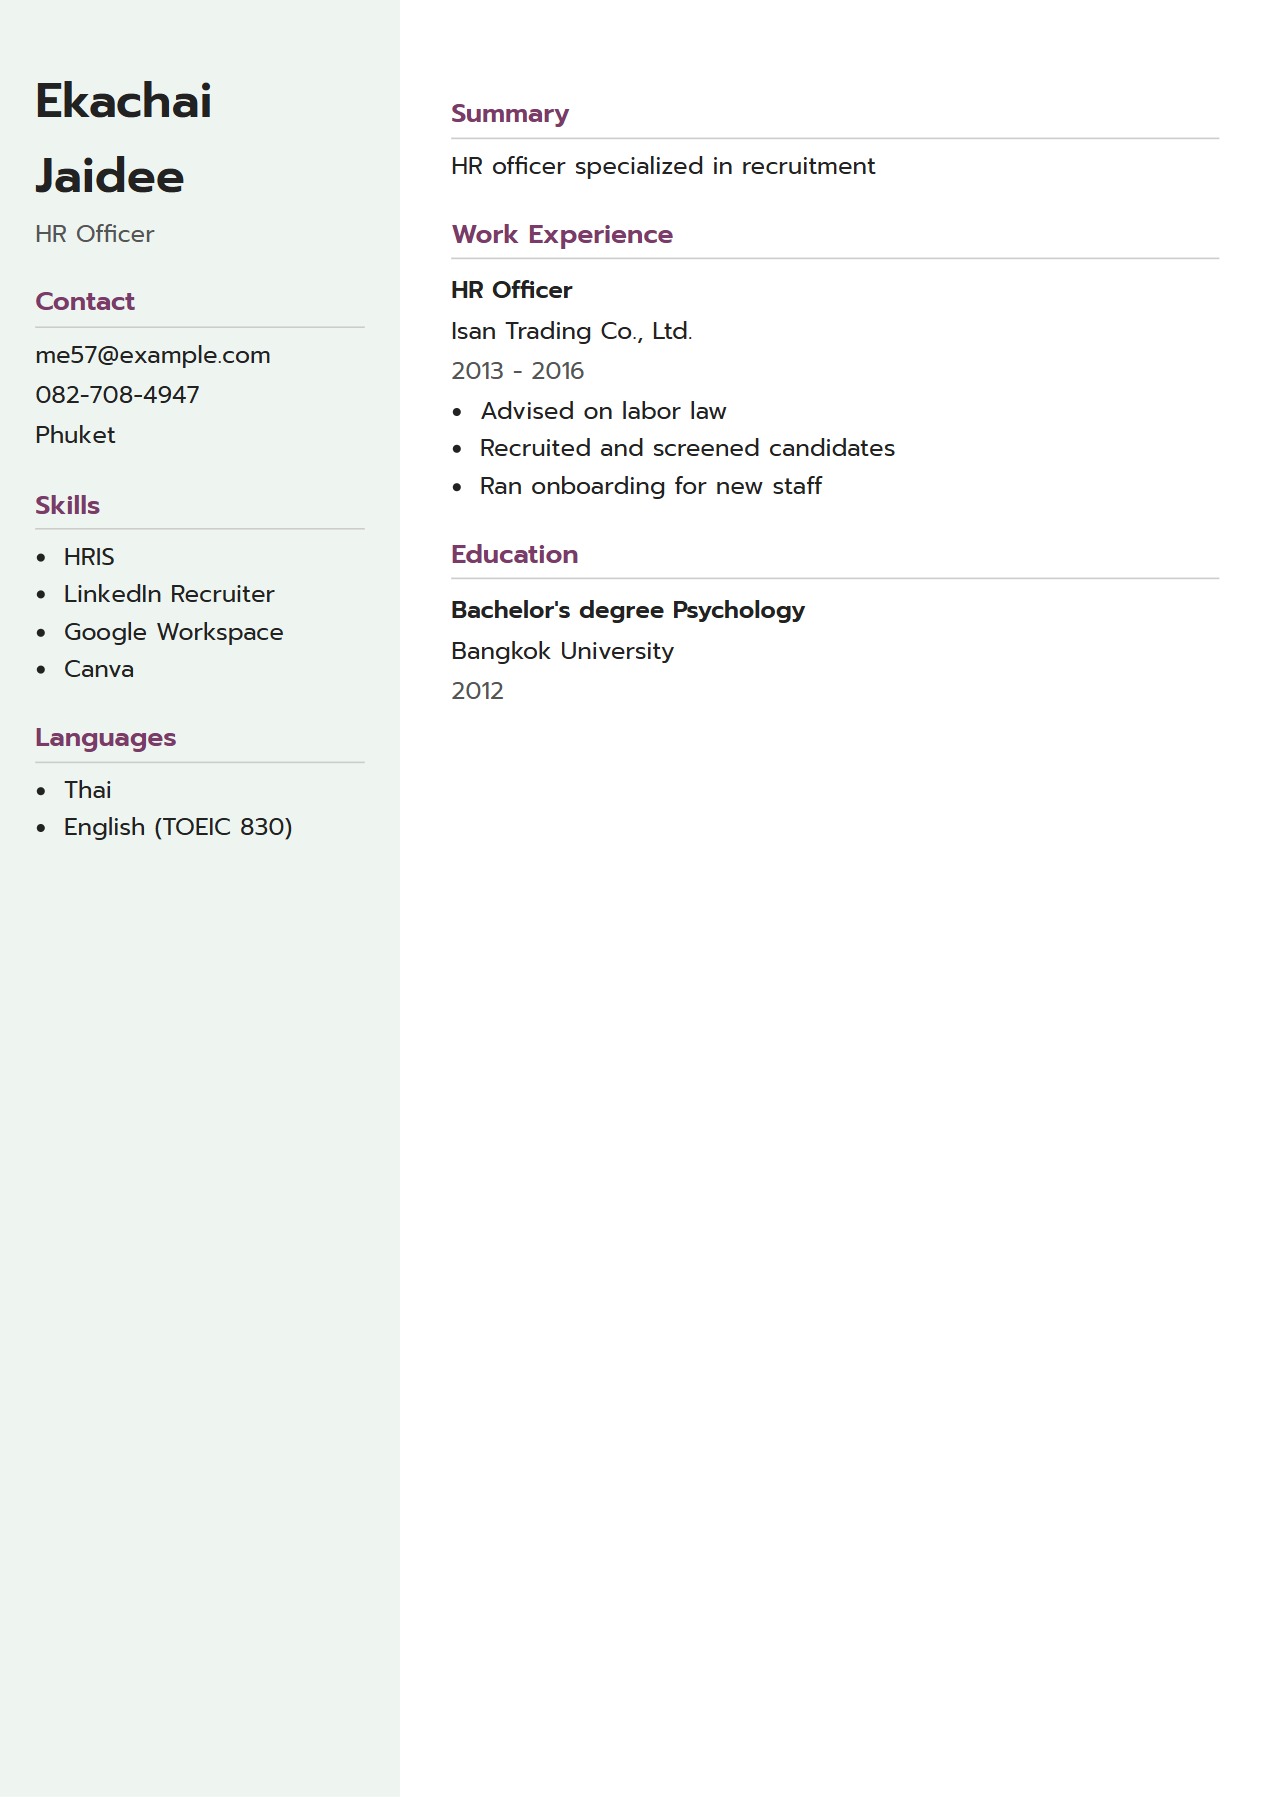 Ekachai
Jaidee
HR Officer
Contact
me57@example.com
082-708-4947
Phuket
Skills
• HRIS
• LinkedIn Recruiter
• Google Workspace
• Canva
Languages
• Thai
• English (TOEIC 830)
Summary
HR officer specialized in recruitment
Work Experience
HR Officer
Isan Trading Co., Ltd.
2013 - 2016
• Advised on labor law
• Recruited and screened candidates
• Ran onboarding for new staff
Education
Bachelor's degree Psychology
Bangkok University
2012